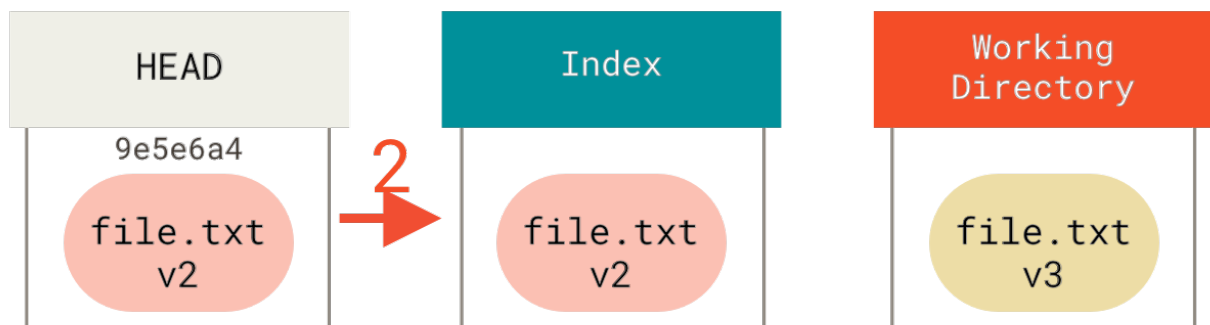 HEAD
Index
Working
Directory
9e5e6a4
2
file.txt
v2
file.txt
v2
file.txt
v3